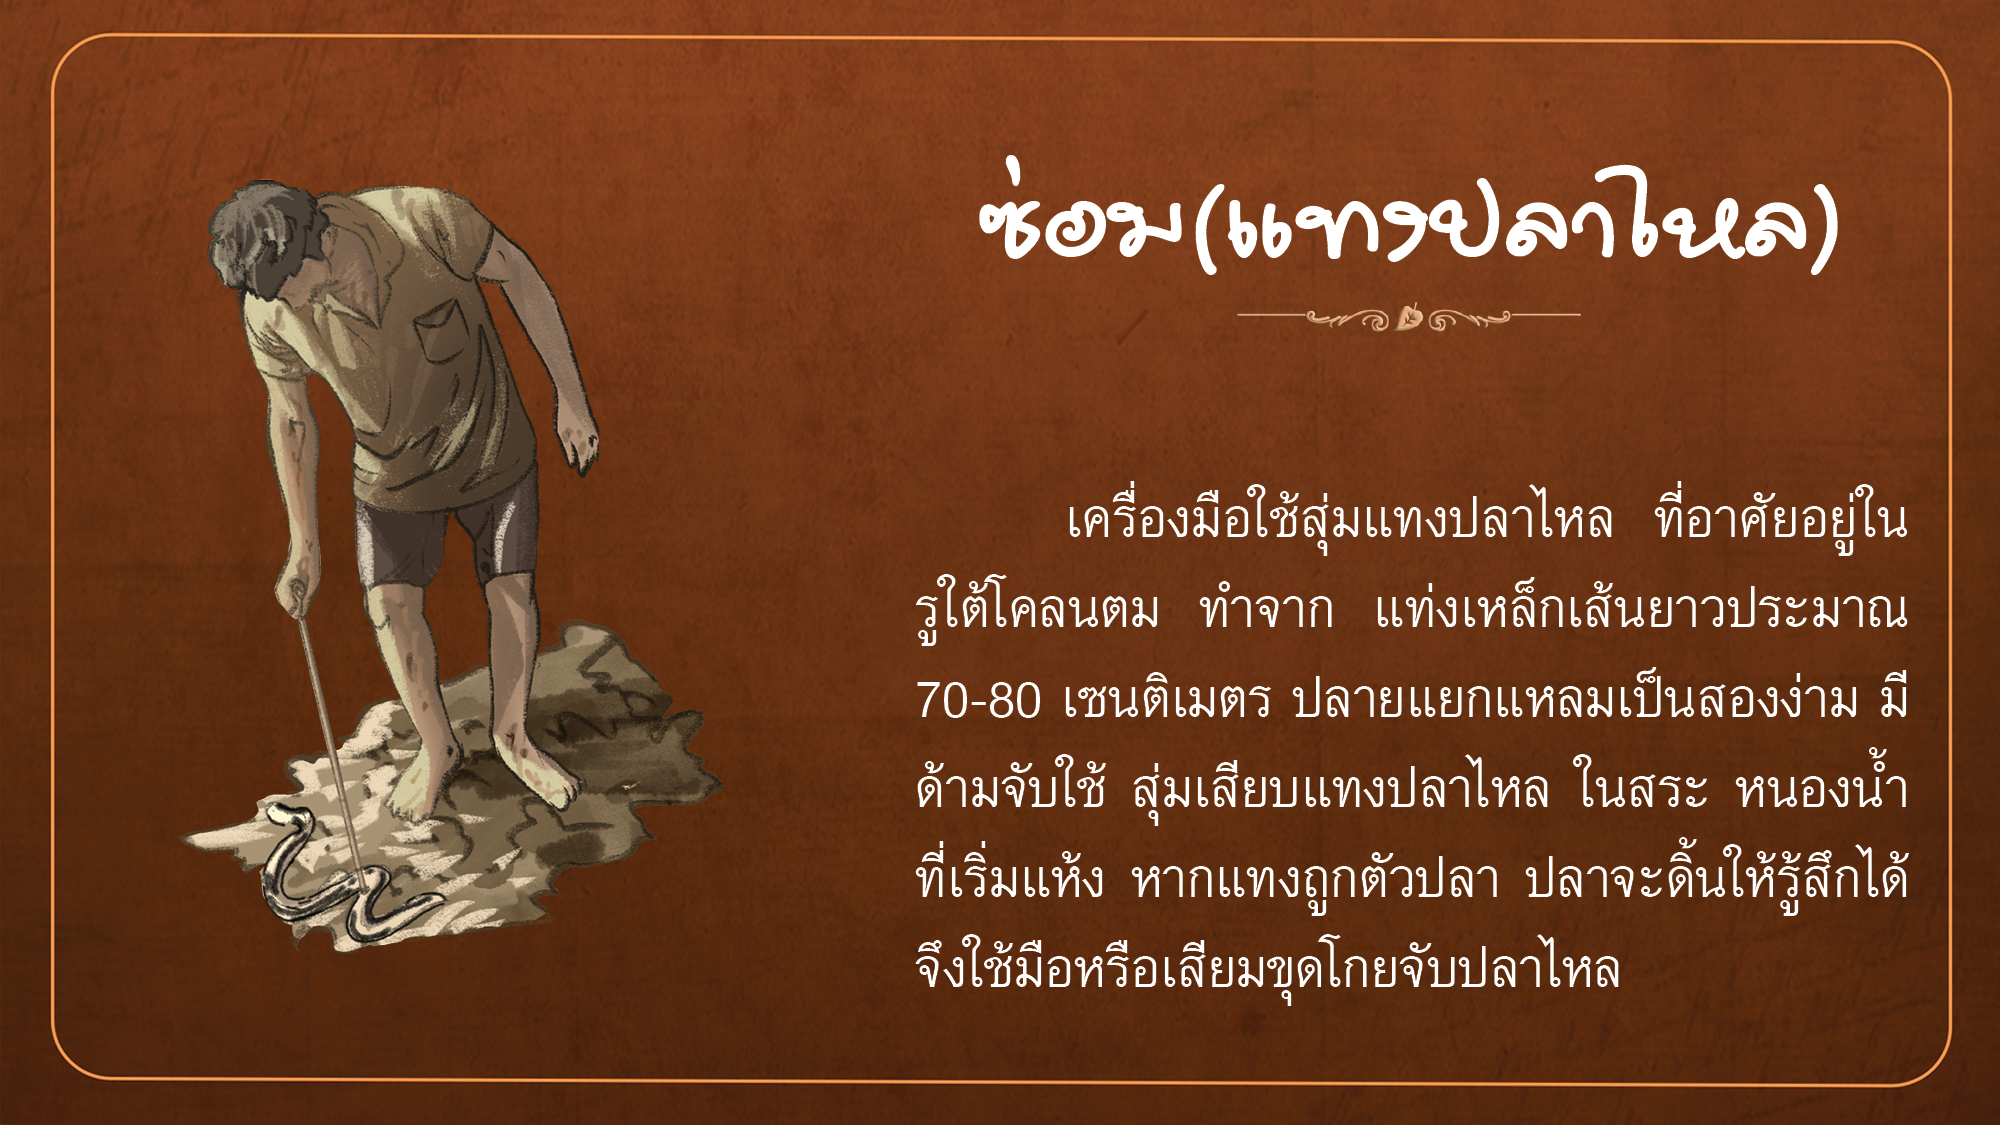 ซ่อม(แทงปลาไหล)
เครื่องมือใช้สุ่มแทงปลาไหล ที่อาศัยอยู่ใน
รูใต้โคลนตม ทำจาก แท่งเหล็กเส้นยาวประมาณ
70-80 เซนติเมตร ปลายแยกแหลมเป็นสองง่าม มี
ด้ามจับใช้ สุ่มเสียบแทงปลาไหล ในสระ หนองน้ำ
ที่เริ่มแห้ง หากแทงถูกตัวปลา ปลาจะดิ้นให้รู้สึกได้
จึงใช้มือหรือเสียมขุดโกยจับปลาไหล